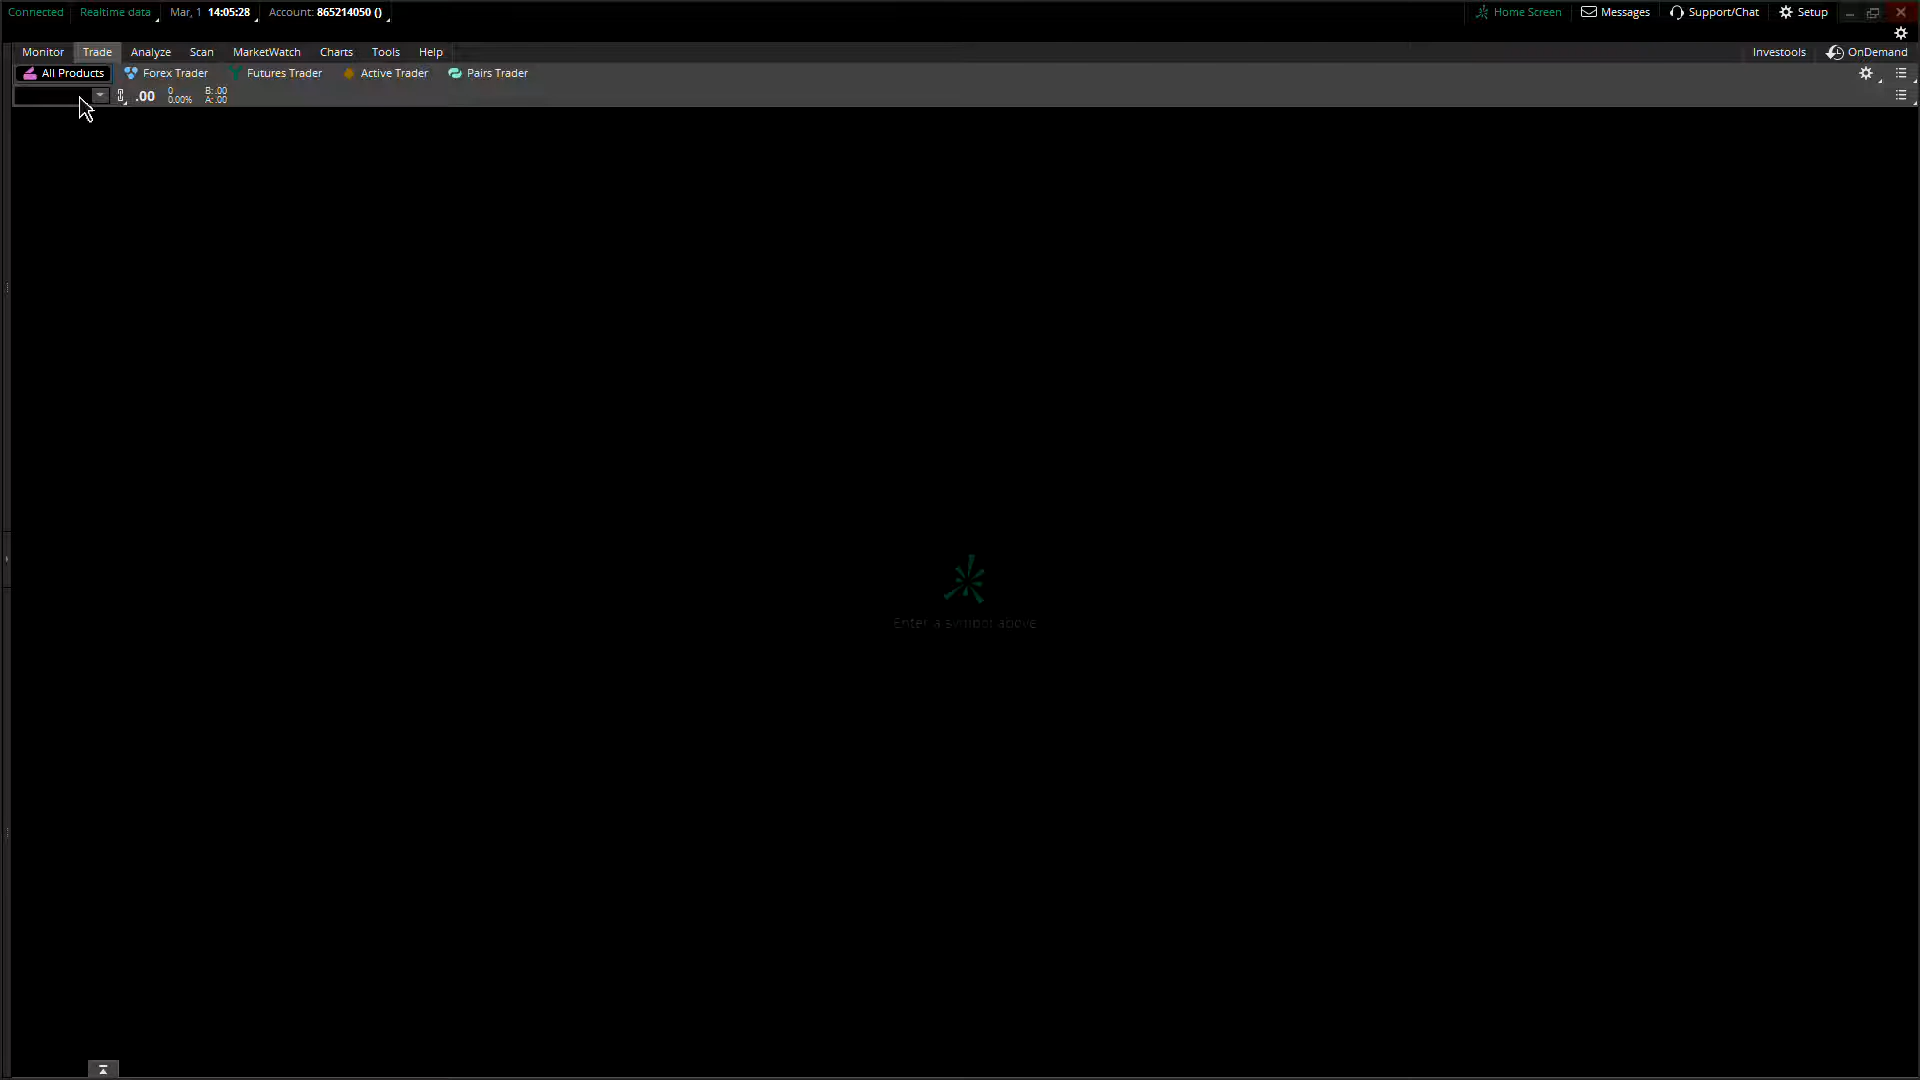 Connected Realtime data Mar, 1 14:05:28 Account: 865214050 () Home Screen Messages Support/Chat Setup
Monitor Trade Analyze Scan MarketWatch Charts Tools Help Investools OnDemand
All Products Forex Trader Futures Trader Active Trader Pairs Trader
.00 0 B: .00
0.00% A: .00
Enter a symbol above